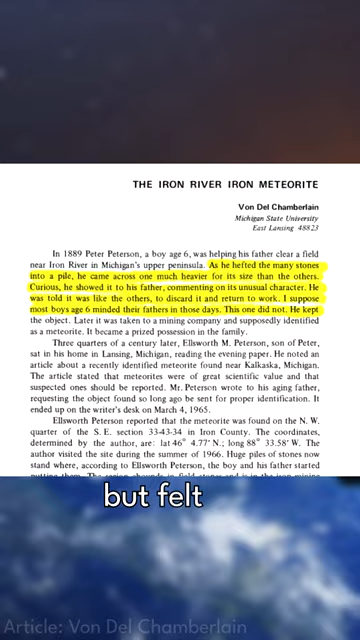 THE IRON RIVER IRON METEORITE
Von Del Chamberlain
Michigan State University
East Lansing 48823
In 1889 Peter Peterson, a boy age 6, was helping his father clear a field
near Iron River in Michigan's upper peninsula. As he hefted the many stones
into a pile, he came across one much heavier for its size than the others.
Curious, he showed it to his father, commenting on its unusual character. He
was told it was like the others, to discard it and return to work. I suppose
most boys age 6 minded their fathers in those days. This one did not. He kept
the object. Later it was taken to a mining company and supposedly identified
as a meteorite. It became a prized possession in the family.
Three quarters of a century later, Ellsworth M. Peterson, son of Peter,
sat in his home in Lansing, Michigan, reading the evening paper. He noted an
article about a recently identified meteorite found near Kalkaska, Michigan.
The article stated that meteorites were of great scientific value and that
suspected ones should be reported. Mr. Peterson wrote to his aging father,
requesting the object found so long ago be sent for proper identification. It
ended up on the writer's desk on March 4, 1965.
Ellsworth Peterson reported that the meteorite was found on the N.W.
quarter of the S.E. section 33-43-34 in Iron County. The coordinates,
determined by the author, are: lat 46° 4.77' N.; long 88° 33.58' W. The
author visited the site during the summer of 1966. Huge piles of stones now
stand where, according to Ellsworth Peterson, the boy and his father started
but felt
Article: Von Del Chamberlain